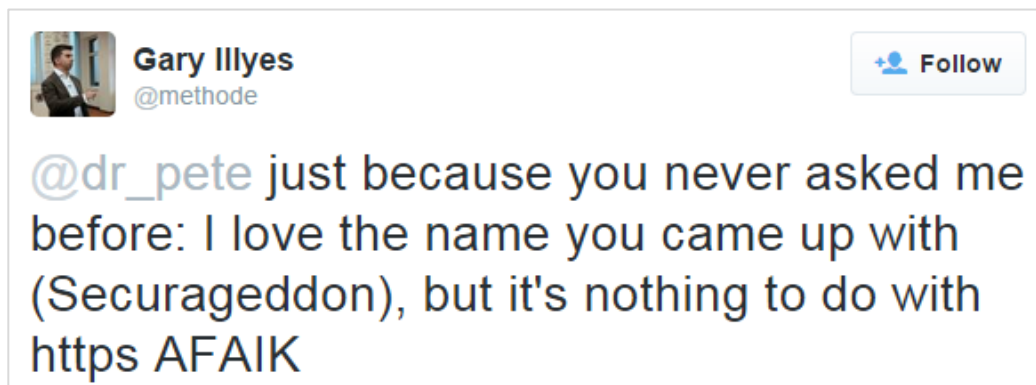 Gary Illyes
@methode
Follow
@dr_pete just because you never asked me
before: I love the name you came up with
(Securageddon), but it's nothing to do with
https AFAIK